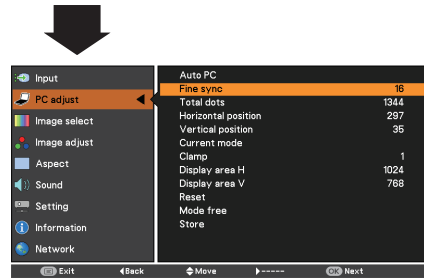 Input
PC adjust
Image select
Image adjust
Aspect
Sound
Setting
Information
Network
Auto PC
Fine sync 16
Total dots 1344
Horizontal position 297
Vertical position 35
Current mode
Clamp 1
Display area H 1024
Display area V 768
Reset
Mode free
Store
Exit Back Move ----- OK Next